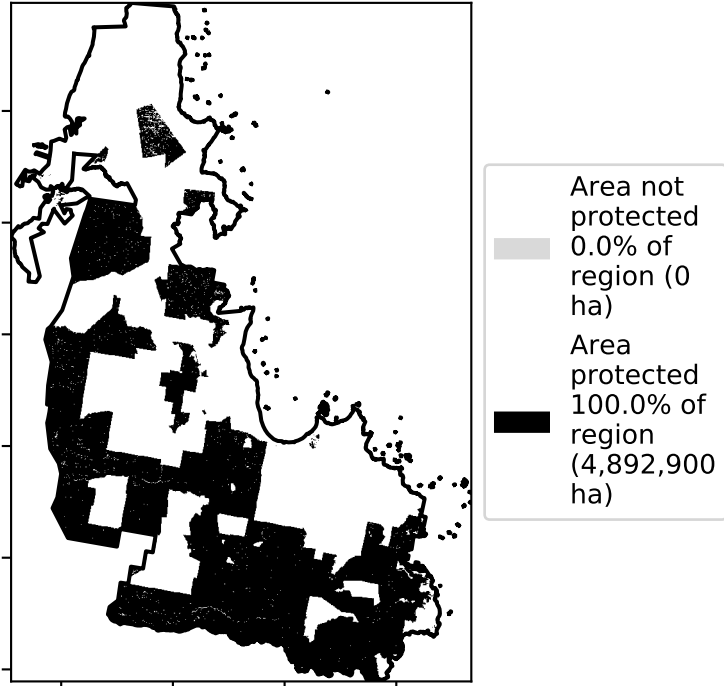 Area not
protected
0.0% of
region (0
ha)
Area
protected
100.0% of
region
(4,892,900
ha)